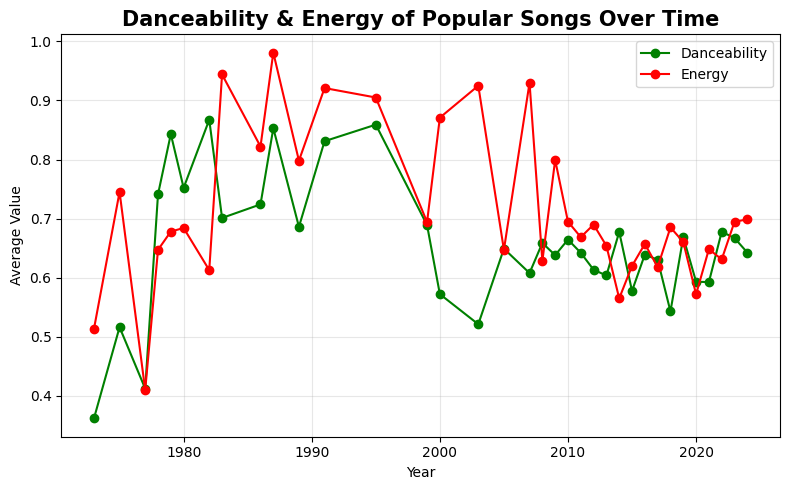 Danceability & Energy of Popular Songs Over Time
Danceability
Energy
1.0
0.9
0.8
0.7
0.6
0.5
0.4
Average Value
1980 1990 2000 2010 2020
Year